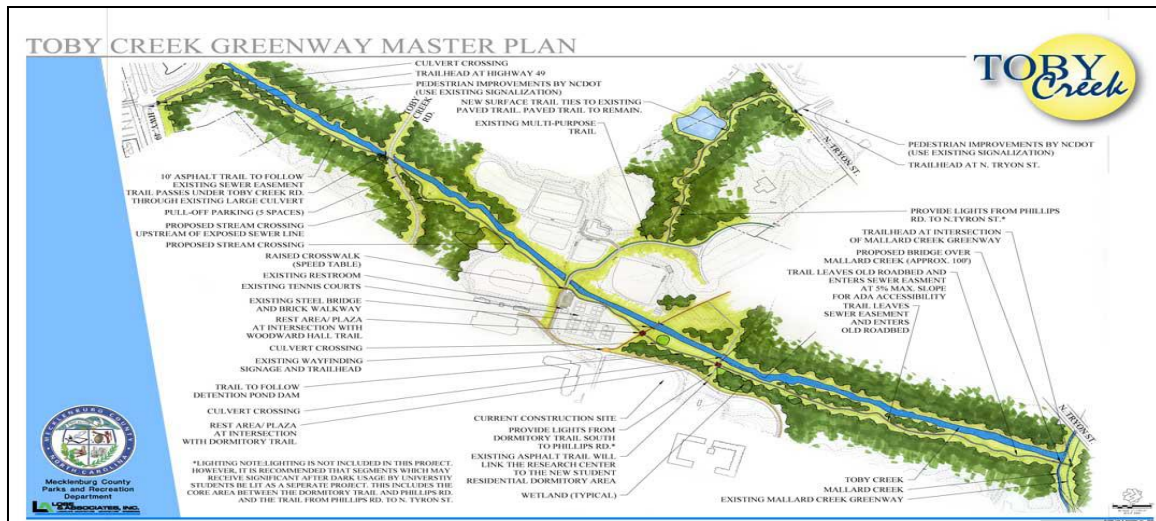 TOBY CREEK GREENWAY MASTER PLAN
TOBY
Creek
CULVERT CROSSING
TRAILHEAD AT HIGHWAY 49
PEDESTRIAN IMPROVEMENTS BY NCDOT
(USE EXISTING SIGNALIZATION)
NEW SURFACE TRAIL TIES TO EXISTING
PAVED TRAIL. PAVED TRAIL TO REMAIN.
EXISTING MULTI-PURPOSE
TRAIL
TOBY
CREEK
RD.
HWY 49
N. TRYON ST.
PEDESTRIAN IMPROVEMENTS BY NCDOT
(USE EXISTING SIGNALIZATION)
TRAILHEAD AT N. TRYON ST.
10' ASPHALT TRAIL TO FOLLOW
EXISTING SEWER EASEMENT
TRAIL PASSES UNDER TOBY CREEK RD.
THROUGH EXISTING LARGE CULVERT
PULL-OFF PARKING (5 SPACES)
PROPOSED STREAM CROSSING
UPSTREAM OF EXPOSED SEWER LINE
PROPOSED STREAM CROSSING
RAISED CROSSWALK
(SPEED TABLE)
EXISTING RESTROOM
EXISTING TENNIS COURTS
EXISTING STEEL BRIDGE
AND BRICK WALKWAY
REST AREA/ PLAZA
AT INTERSECTION WITH
WOODWARD HALL TRAIL
CULVERT CROSSING
EXISTING WAYFINDING
SIGNAGE AND TRAILHEAD
TRAIL TO FOLLOW
DETENTION POND DAM
CULVERT CROSSING
REST AREA/ PLAZA
AT INTERSECTION
WITH DORMITORY TRAIL
PROVIDE LIGHTS FROM PHILLIPS
RD. TO N.TYRON ST.*
TRAILHEAD AT INTERSECTION
OF MALLARD CREEK GREENWAY
PROPOSED BRIDGE OVER
MALLARD CREEK (APPROX. 100')
TRAIL LEAVES OLD ROADBED AND
ENTERS SEWER EASMENT
AT 5% MAX. SLOPE
FOR ADA ACCESSIBILITY
TRAIL LEAVES
SEWER EASEMENT
AND ENTERS
OLD ROADBED
N. TRYON ST.
CURRENT CONSTRUCTION SITE
PROVIDE LIGHTS FROM
DORMITORY TRAIL SOUTH
TO PHILLIPS RD.*
EXISTING ASPHALT TRAIL WILL
LINK THE RESEARCH CENTER
TO THE NEW STUDENT
RESIDENTIAL DORMITORY AREA
WETLAND (TYPICAL)
TOBY CREEK
MALLARD CREEK
EXISTING MALLARD CREEK GREENWAY
*LIGHTING NOTE:LIGHTING IS NOT INCLUDED IN THIS PROJECT.
HOWEVER, IT IS RECOMMENDED THAT SEGMENTS WHICH MAY
RECEIVE SIGNIFICANT AFTER DARK USAGE BY UNIVERSTIY
STUDENTS BE LIT AS A SEPERATE PROJECT. THIS INCLUDES THE
CORE AREA BETWEEN THE DORMITORY TRAIL AND PHILLIPS RD.
AND THE TRAIL FROM PHILLIPS RD. TO N. TRYON ST.
MECKLENBURG COUNTY
NORTH CAROLINA
Mecklenburg County
Parks and Recreation
Department
LOSE
& ASSOCIATES, INC.